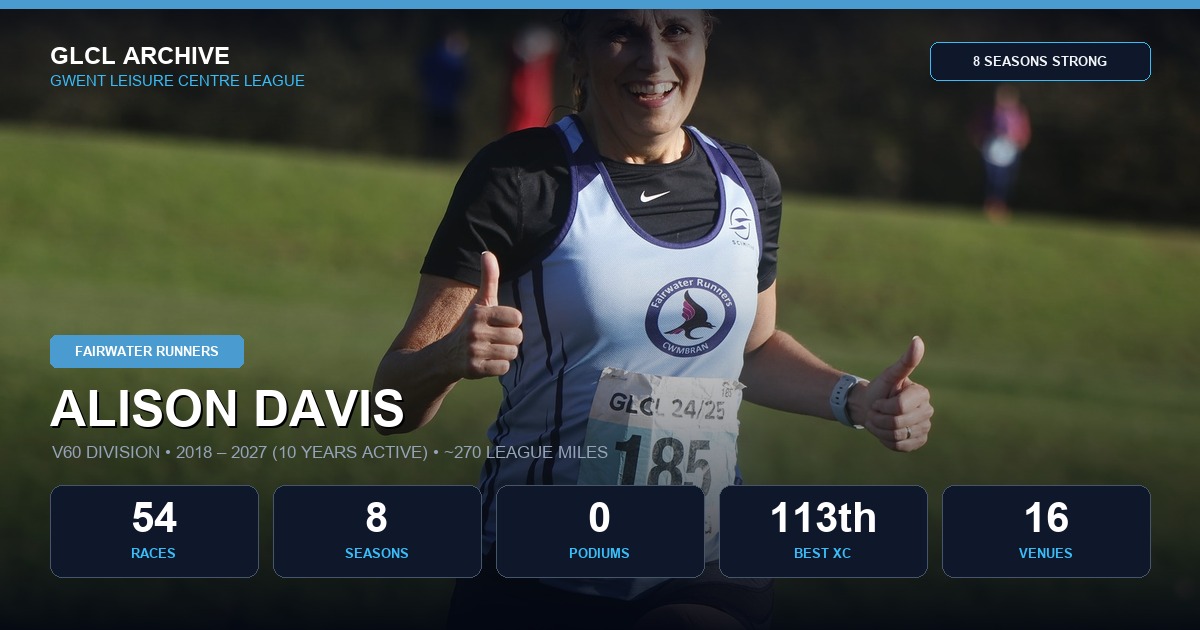 GLCL ARCHIVE
GWENT LEISURE CENTRE LEAGUE
8 SEASONS STRONG
Fairwater Runners
CWMBRAN
GLCL 24/25
185
FAIRWATER RUNNERS
ALISON DAVIS
V60 DIVISION • 2018 – 2027 (10 YEARS ACTIVE) • ~270 LEAGUE MILES
54
RACES
8
SEASONS
0
PODIUMS
113th
BEST XC
16
VENUES